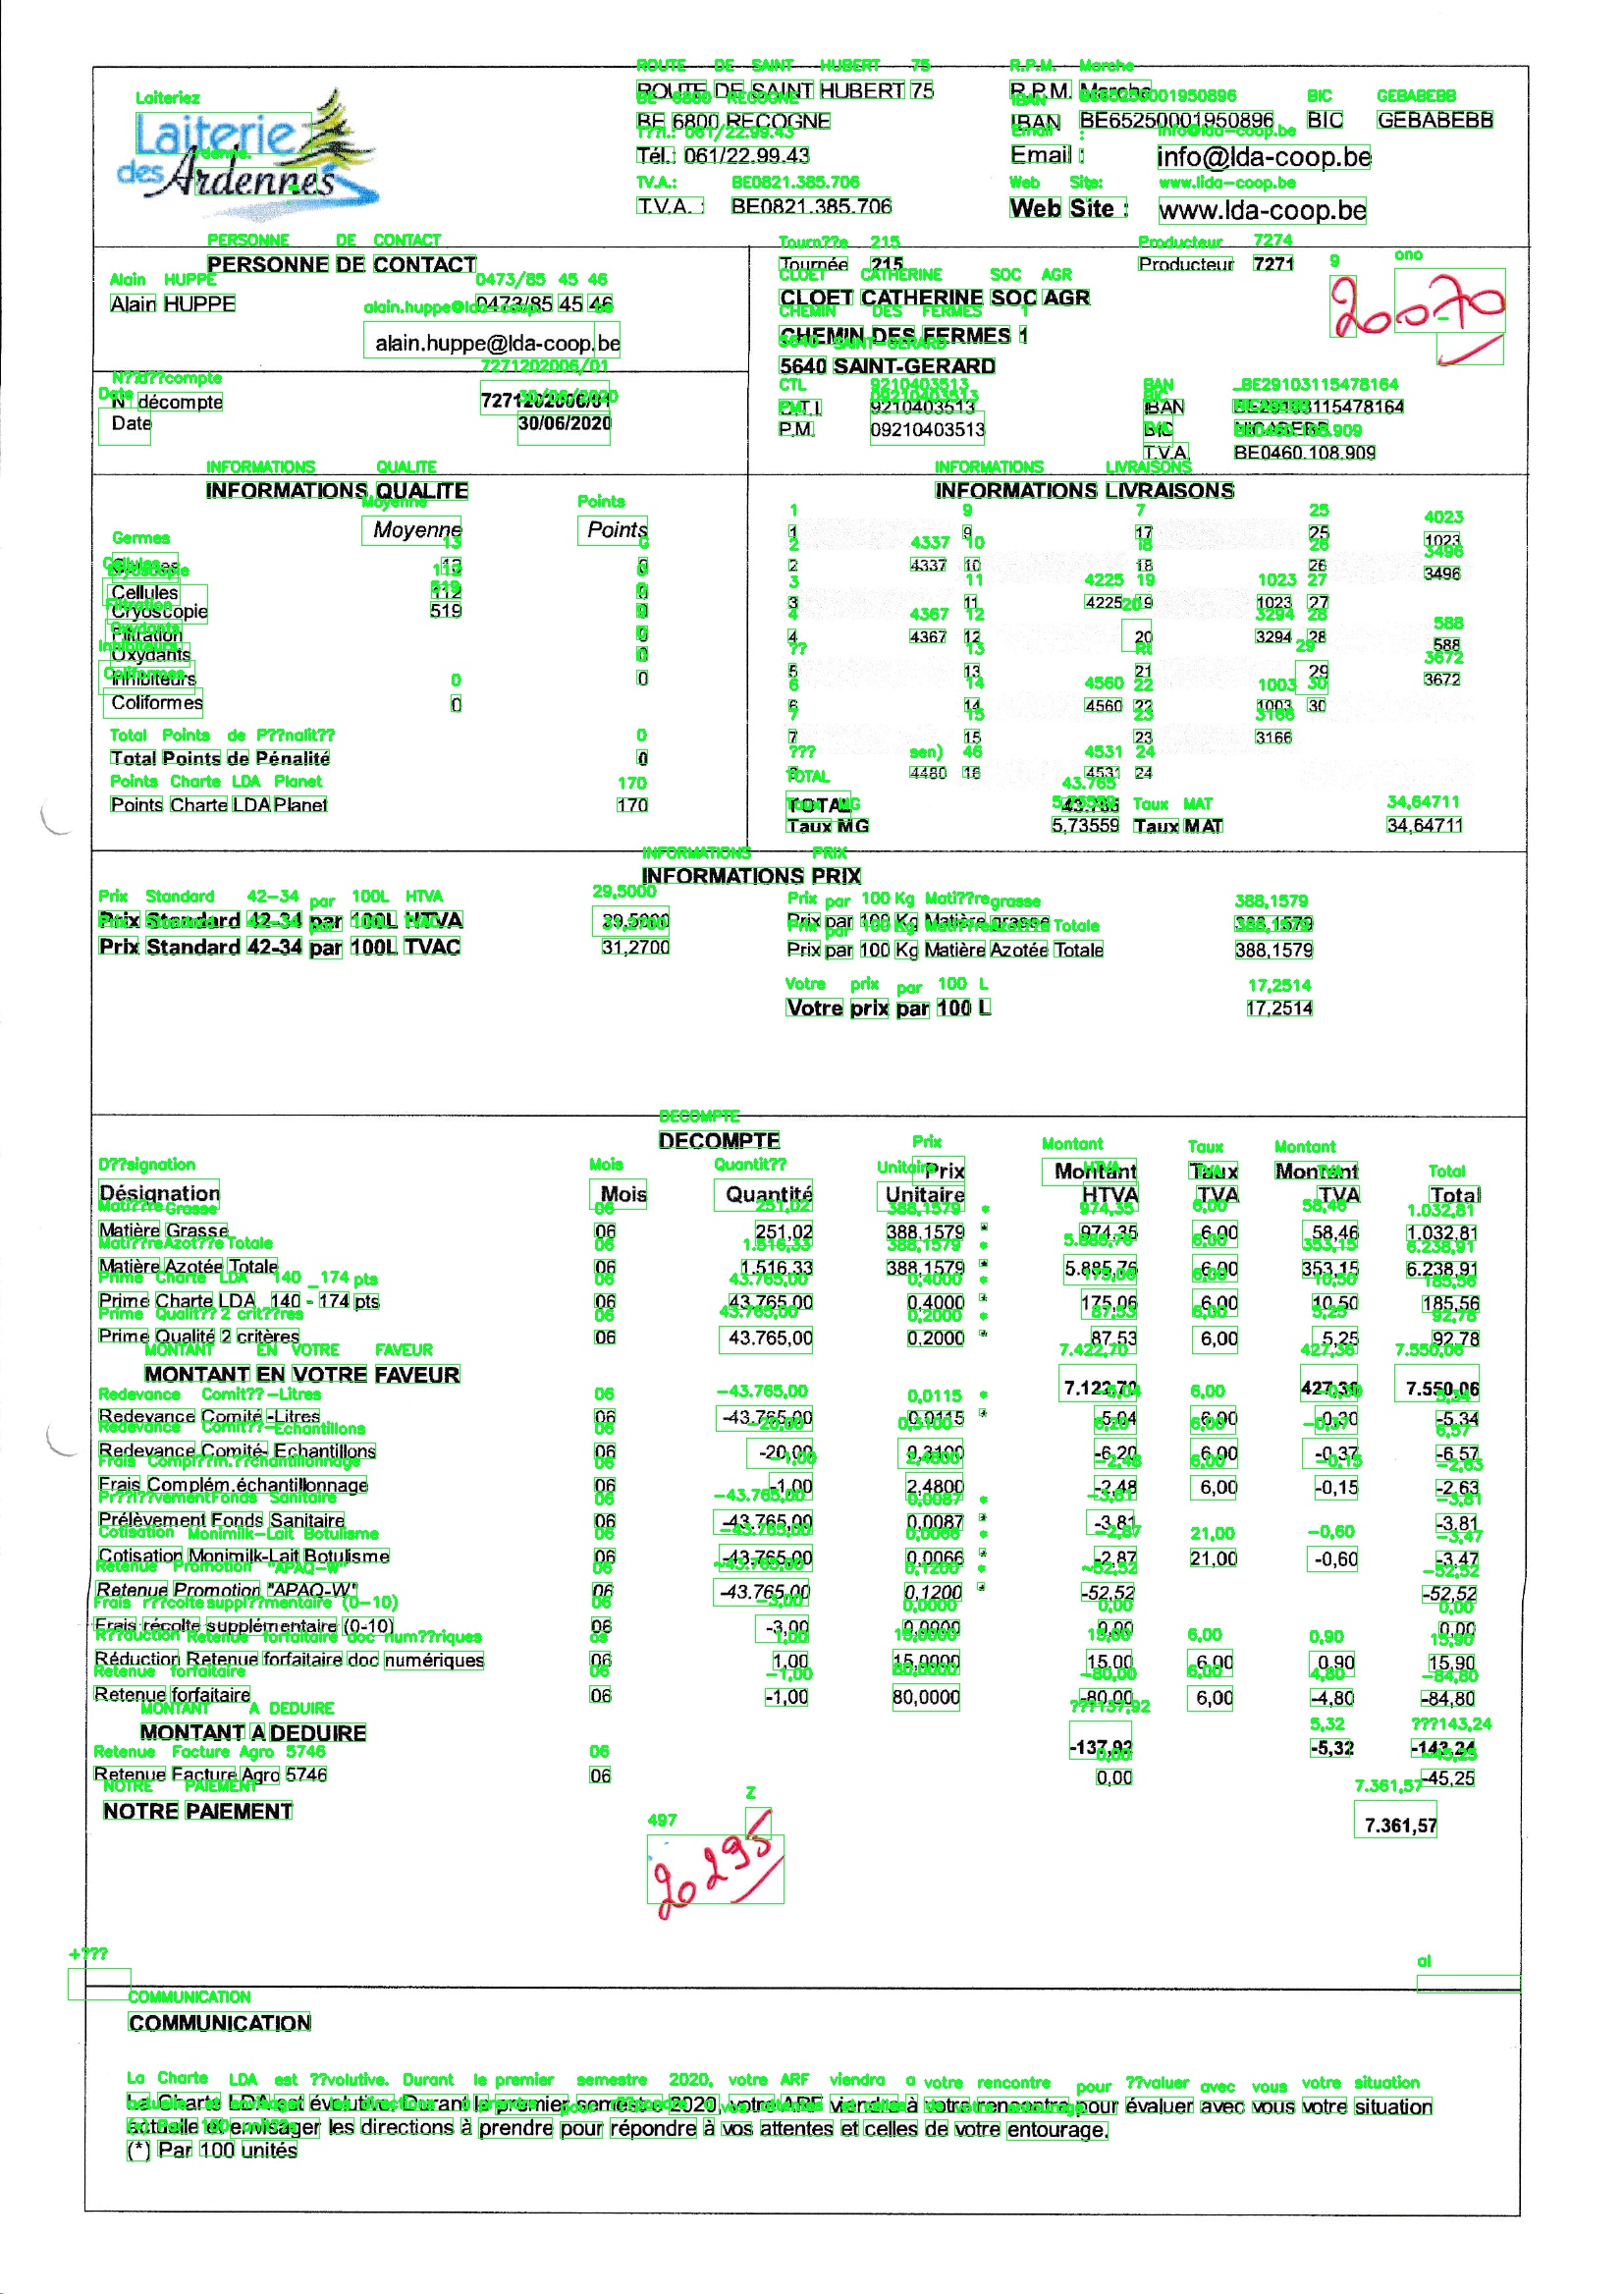 Laiterie des Ardennes
ROUTE DE SAINT HUBERT 75
BE 6800 RECOGNE
Tél.: 061/22.99.43
T.V.A. : BE0821.385.706
R.P.M. Marche
IBAN BE65250001950896 BIC GEBABEBB
Email : info@lda-coop.be
Web Site : www.lda-coop.be
PERSONNE DE CONTACT
Alain HUPPE 0473/85 45 46
alain.huppe@lda-coop.be
N° décompte 7271202006/01
Date 30/06/2020
Tournée 215 Producteur 7271
CLOET CATHERINE SOC AGR
CHEMIN DES FERMES 1
5640 SAINT-GERARD
20070
C.T.I. 9210403513 IBAN BE29103115478164
P.M. 09210403513 BIC NICABEBB
T.V.A. BE0460.108.909
INFORMATIONS QUALITE
Moyenne Points
Germes 13 0
Cellules 112 0
Cryoscopie 519 0
Filtration 0
Oxydants 0
Inhibiteurs 0
Coliformes 0
Total Points de Pénalité 0
Points Charte LDA Planet 170
INFORMATIONS LIVRAISONS
1 9 17 25 1023
2 4337 10 18 26 3496
3 11 4225 19 1023 27
4 4367 12 20 3294 28 588
5 13 21 29 3672
6 14 4560 22 1003 30
7 15 23 3166
8 4480 16 4531 24
TOTAL 43.765
Taux MG 5,73559 Taux MAT 34,64711
INFORMATIONS PRIX
Prix Standard 42-34 par 100L HTVA 29,5000 Prix par 100 Kg Matière grasse 388,1579
Prix Standard 42-34 par 100L TVAC 31,2700 Prix par 100 Kg Matière Azotée Totale 388,1579
Votre prix par 100 L 17,2514
DECOMPTE
Désignation Mois Quantité Prix Unitaire Montant HTVA Taux TVA Montant TVA Total
Matière Grasse 06 251,02 388,1579 * 974,35 6,00 58,46 1.032,81
Matière Azotée Totale 06 1.516,33 388,1579 * 5.885,76 6,00 353,15 6.238,91
Prime Charte LDA 140 - 174 pts 06 43.765,00 0,4000 * 175,06 6,00 10,50 185,56
Prime Qualité 2 critères 06 43.765,00 0,2000 * 87,53 6,00 5,25 92,78
MONTANT EN VOTRE FAVEUR 7.122,70 427,36 7.550,06
Redevance Comité -Litres 06 -43.765,00 0,0115 * -5,04 6,00 -0,30 -5,34
Redevance Comité- Echantillons 06 -20,00 0,3100 -6,20 6,00 -0,37 -6,57
Frais Complém.échantillonnage 06 -1,00 2,4800 -2,48 6,00 -0,15 -2,63
Prélèvement Fonds Sanitaire 06 -43.765,00 0,0087 * -3,81 -3,81
Cotisation Monimilk-Lait Botulisme 06 -43.765,00 0,0066 * -2,87 21,00 -0,60 -3,47
Retenue Promotion "APAQ-W" 06 -43.765,00 0,1200 * -52,52 -52,52
Frais récolte supplémentaire (0-10) 06 -3,00 0,0000 0,00 0,00
Réduction Retenue forfaitaire doc numériques 06 1,00 15,0000 15,00 6,00 0,90 15,90
Retenue forfaitaire 06 -1,00 80,0000 -80,00 6,00 -4,80 -84,80
MONTANT A DEDUIRE -137,92 -5,32 -143,24
Retenue Facture Agro 5746 06 0,00 -45,25
NOTRE PAIEMENT 7.361,57
20295
COMMUNICATION
La Charte LDA est évolutive. Durant le premier semestre 2020, votre ARF viendra à votre rencontre pour évaluer avec vous votre situation
actuelle et envisager les directions à prendre pour répondre à vos attentes et celles de votre entourage.
(*) Par 100 unités